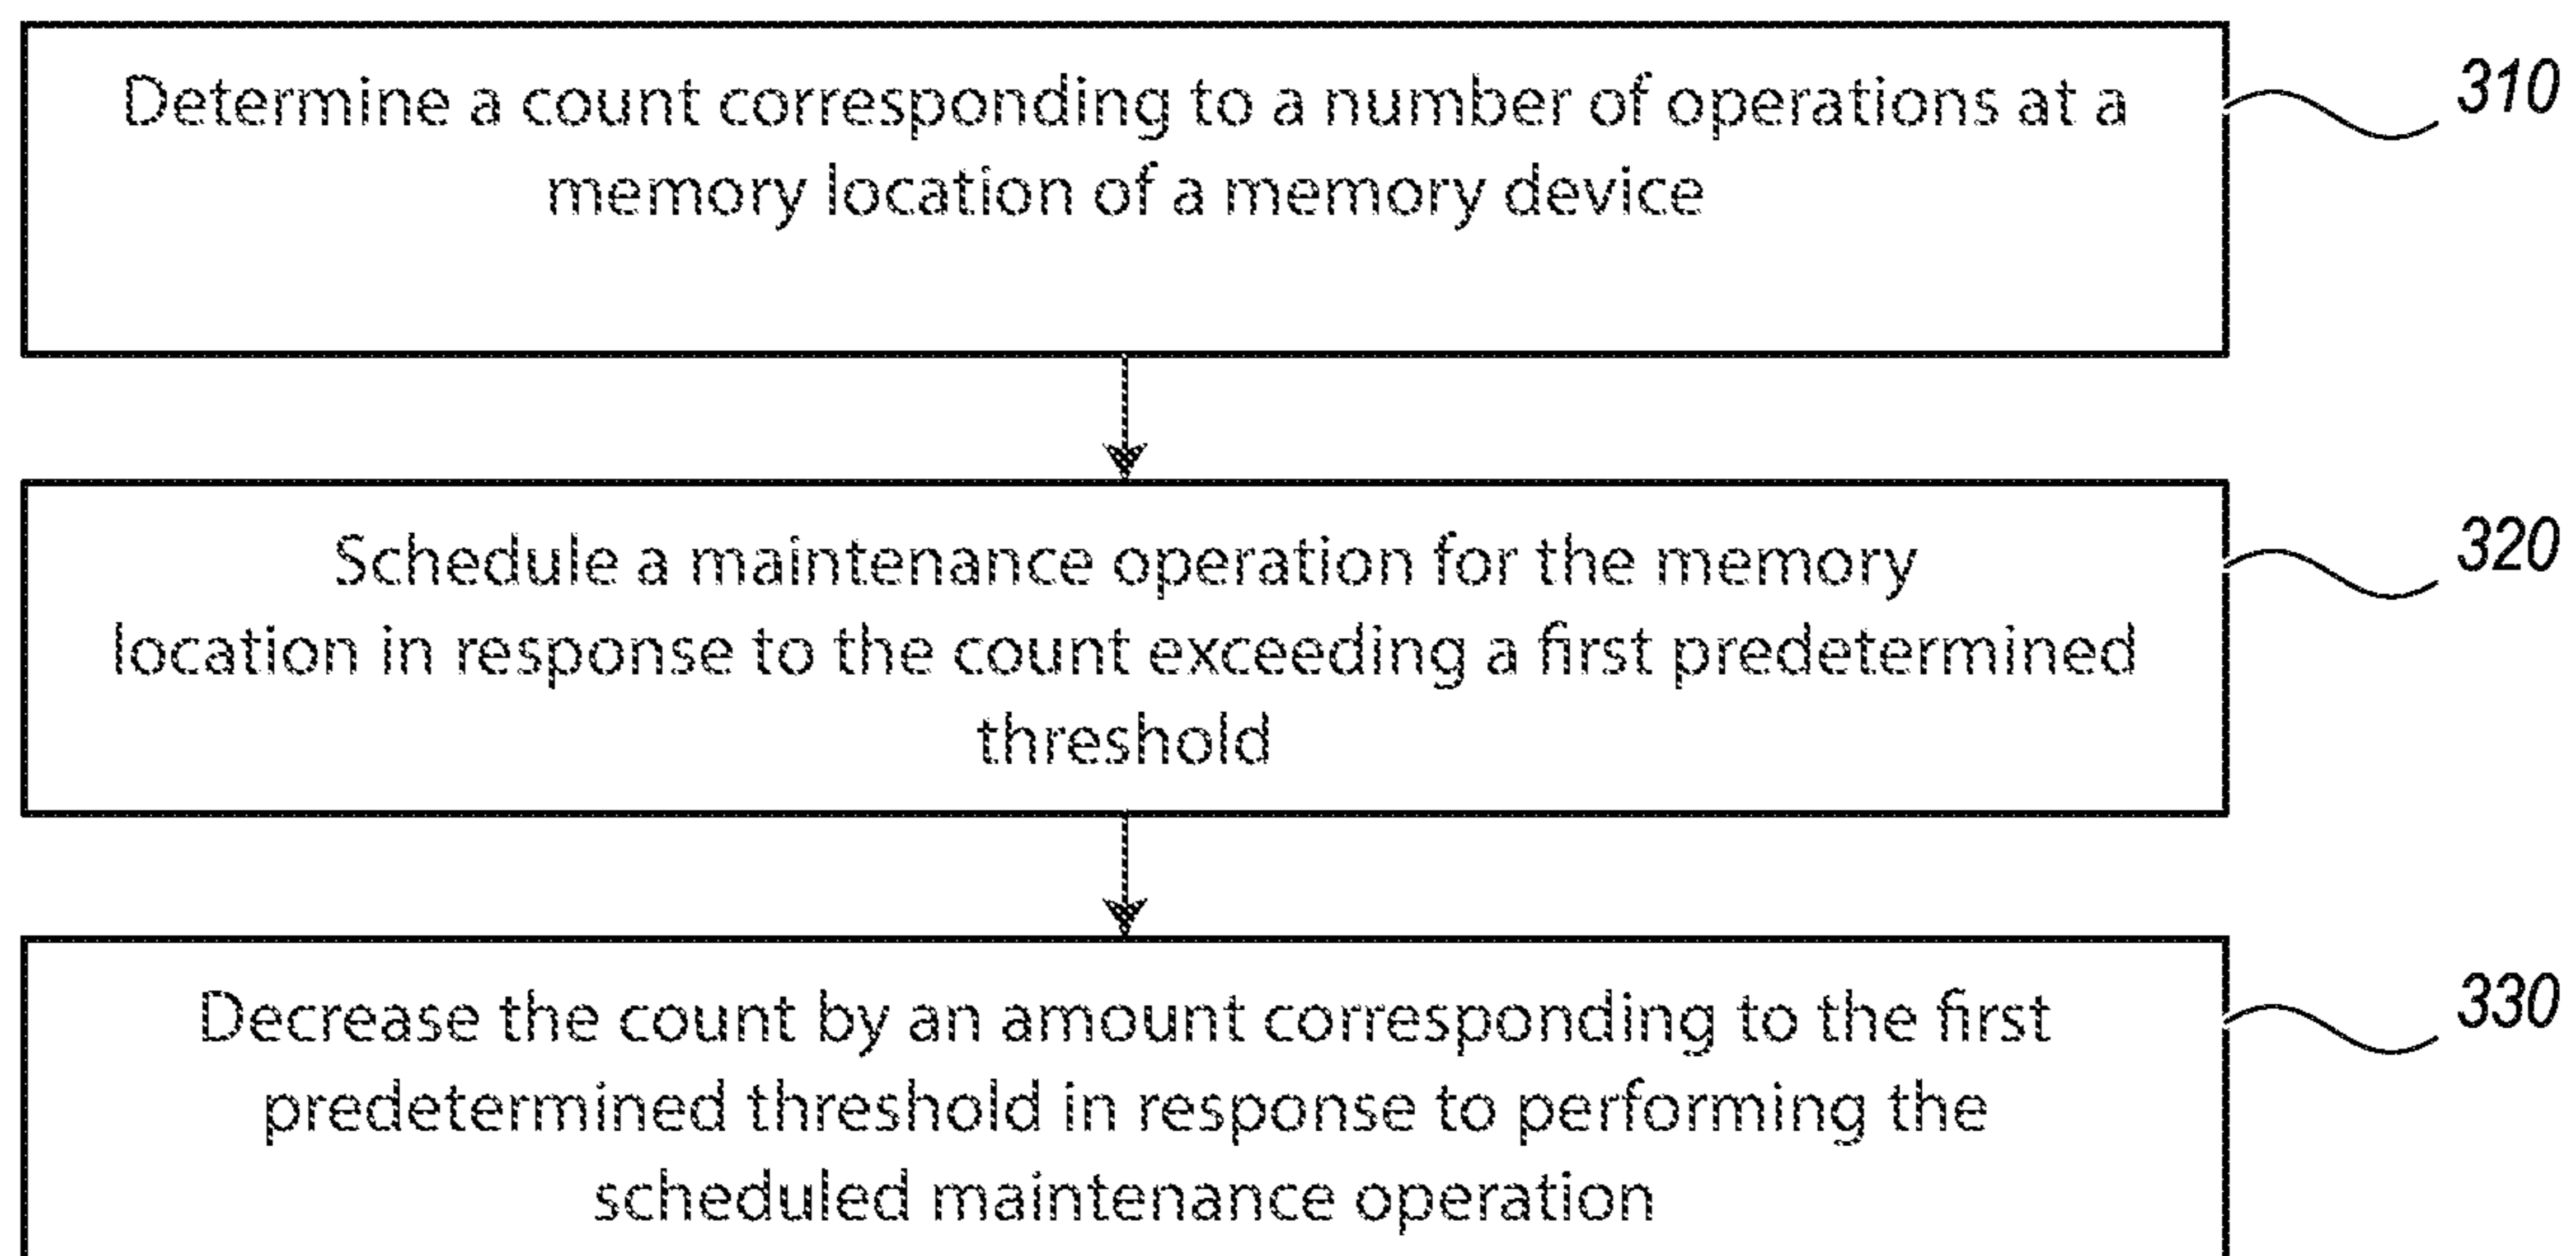 Determine a count corresponding to a number of operations at a
memory location of a memory device
310
Schedule a maintenance operation for the memory
location in response to the count exceeding a first predetermined
threshold
320
Decrease the count by an amount corresponding to the first
predetermined threshold in response to performing the
scheduled maintenance operation
330